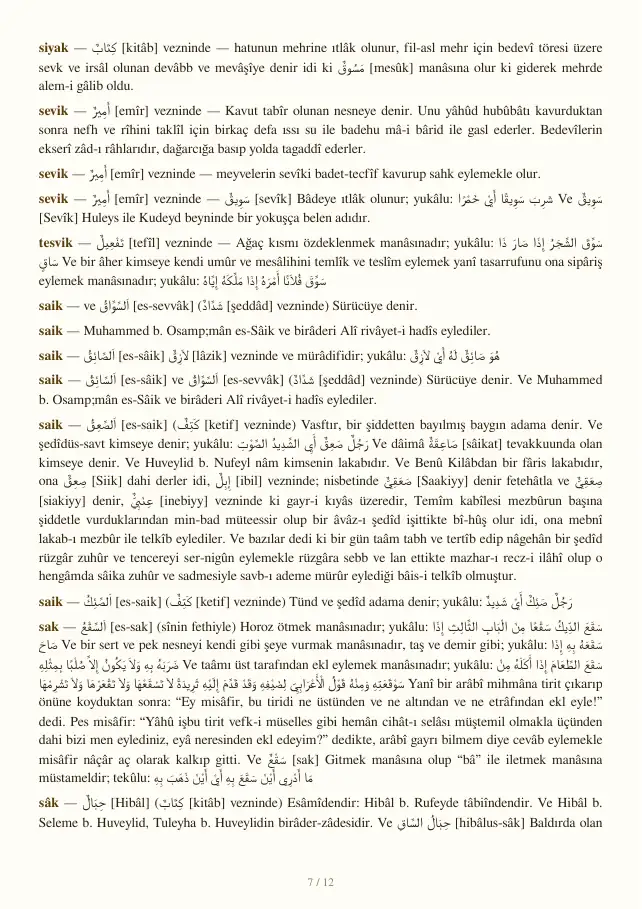 siyak — كِتَابٌ [kitâb] vezninde — hatunun mehrine ıtlâk olunur, fil-asl mehr için bedevî töresi üzere
sevk ve irsâl olunan devâbb ve mevâşîye denir idi ki مَسُوقٌ [mesûk] manâsına olur ki giderek mehrde
alem-i gâlib oldu.
sevik — أَمِيرٌ [emîr] vezninde — Kavut tabîr olunan nesneye denir. Unu yâhûd hubûbâtı kavurduktan
sonra nefh ve rîhini taklîl için birkaç defa ıssı su ile badehu mâ-i bârid ile gasl ederler. Bedevîlerin
ekserî zâd-ı râhlarıdır, dağarcığa basıp yolda tagaddî ederler.
sevik — أَمِيرٌ [emîr] vezninde — meyvelerin sevîki badet-tecfîf kavurup sahk eylemekle olur.
sevik — أَمِيرٌ [emîr] vezninde — سَوِيقٌ [sevîk] Bâdeye ıtlâk olunur; yukâlu: شَرِبَ سَوِيقًا أَيْ خَمْرًا Ve سَوِيقٌ
[Sevîk] Huleys ile Kudeyd beyninde bir yokuşça belen adıdır.
tesvik — تَفْعِيلٌ [tefîl] vezninde — Ağaç kısmı özdeklenmek manâsınadır; yukâlu: سَوَّقَ الشَّجَرُ إِذَا صَارَ ذَا
سَاقٍ Ve bir âher kimseye kendi umûr ve mesâlihini temlîk ve teslîm eylemek yanî tasarrufunu ona sipâriş
eylemek manâsınadır; yukâlu: سَوَّقَ فُلَانًا أَمْرَهُ إِذَا مَلَّكَهُ إِيَّاهُ
saik — ve اَلسَّوَّاقُ [es-sevvâk] (شَدَّادٌ [şeddâd] vezninde) Sürücüye denir.
saik — Muhammed b. Osamp;mân es-Sâik ve birâderi Alî rivâyet-i hadîs eylediler.
saik — اَلصَّائِقُ [es-sâik] لَازِقٌ [lâzik] vezninde ve mürâdifidir; yukâlu: هُوَ صَائِقٌ لَهُ أَيْ لَازِقٌ
saik — اَلسَّائِقُ [es-sâik] ve اَلسَّوَّاقُ [es-sevvak] (شَدَّادٌ [şeddâd] vezninde) Sürücüye denir. Ve Muhammed
b. Osamp;mân es-Sâik ve birâderi Alî rivâyet-i hadîs eylediler.
saik — اَلصَّعِقُ [es-saik] (كَتِفٌ [ketif] vezninde) Vasftır, bir şiddetten bayılmış baygın adama denir. Ve
şedîdüs-savt kimseye denir; yukâlu: رَجُلٌ صَعِقٌ أَيِ الشَّدِيدُ الصَّوْتِ Ve dâimâ صَاعِقَةٌ [sâikat] tevakkuunda olan
kimseye denir. Ve Huveylid b. Nufeyl nâm kimsenin lakabıdır. Ve Benû Kilâbdan bir fâris lakabıdır,
ona صِعِقٌ [Siik] dahi derler idi, إِبِلٌ [ibil] vezninde; nisbetinde صَعَقِيٌّ [Saakiyy] denir fetehâtla ve صِعَقِيٌّ
[siakiyy] denir, عِنَبِيٌّ [inebiyy] vezninde ki gayr-i kıyâs üzeredir, Temîm kabîlesi mezbûrun başına
şiddetle vurduklarından min-bad müteessir olup bir âvâz-ı şedîd işittikte bî-hûş olur idi, ona mebnî
lakab-ı mezbûr ile telkîb eylediler. Ve bazılar dedi ki bir gün taâm tabh ve tertîb edip nâgehân bir şedîd
rüzgâr zuhûr ve tencereyi ser-nigûn eylemekle rüzgâra sebb ve lan ettikte mazhar-ı recz-i ilâhî olup o
hengâmda sâika zuhûr ve sadmesiyle savb-ı ademe mürûr eylediği bâis-i telkîb olmuştur.
saik — اَلصَّئِكُ [es-saik] (كَتِفٌ [ketif] vezninde) Tünd ve şedîd adama denir; yukâlu: رَجُلٌ صَئِكٌ أَيْ شَدِيدٌ
sak — اَلسَّقْعُ [es-sak] (sînin fethiyle) Horoz ötmek manâsınadır; yukâlu: سَقَعَ الدِّيكُ سَقْعًا مِنَ الْبَابِ الثَّالِثِ إِذَا
صَاحَ Ve bir sert ve pek nesneyi kendi gibi şeye vurmak manâsınadır, taş ve demir gibi; yukâlu: سَقَعَهُ بِهِ إِذَا
ضَرَبَهُ بِهِ وَلَا يَكُونُ إِلَّا صُلْبًا بِمِثْلِهِ Ve taâmı üst tarafından ekl eylemek manâsınadır; yukâlu: سَقَعَ الطَّعَامَ إِذَا أَكَلَهُ مِنْ
سَوْقَعَتِهِ وَمِنْهُ قَوْلُ الْأَعْرَابِيِّ لِضَيْفِهِ وَقَدْ قَدَّمَ إِلَيْهِ ثَرِيدَةً لَا تَسْقَعْهَا وَلَا تَقْعَرْهَا وَلَا تَشْرِمْهَا Yanî bir arâbî mihmâna tirit çıkarıp
önüne koyduktan sonra: “Ey misâfir, bu tiridi ne üstünden ve ne altından ve ne etrâfından ekl eyle!”
dedi. Pes misâfir: “Yâhû işbu tirit vefk-i müselles gibi hemân cihât-ı selâsı müştemil olmakla üçünden
dahi bizi men eylediniz, eyâ neresinden ekl edeyim?” dedikte, arâbî gayrı bilmem diye cevâb eylemekle
misâfir nâçâr aç olarak kalkıp gitti. Ve سَقْعٌ [sak] Gitmek manâsına olup “bâ” ile iletmek manâsına
müstameldir; tekûlu: مَا أَدْرِي أَيْنَ سَقَعَ بِهِ أَيْ أَيْنَ ذَهَبَ بِهِ
sâk — حِبَالٌ [Hibâl] (كِتَابٌ [kitâb] vezninde) Esâmîdendir: Hibâl b. Rufeyde tâbiîndendir. Ve Hibâl b.
Seleme b. Huveylid, Tuleyha b. Huveylidin birâder-zâdesidir. Ve حِبَالُ السَّاقِ [hibâlus-sâk] Baldırda olan
7 / 12